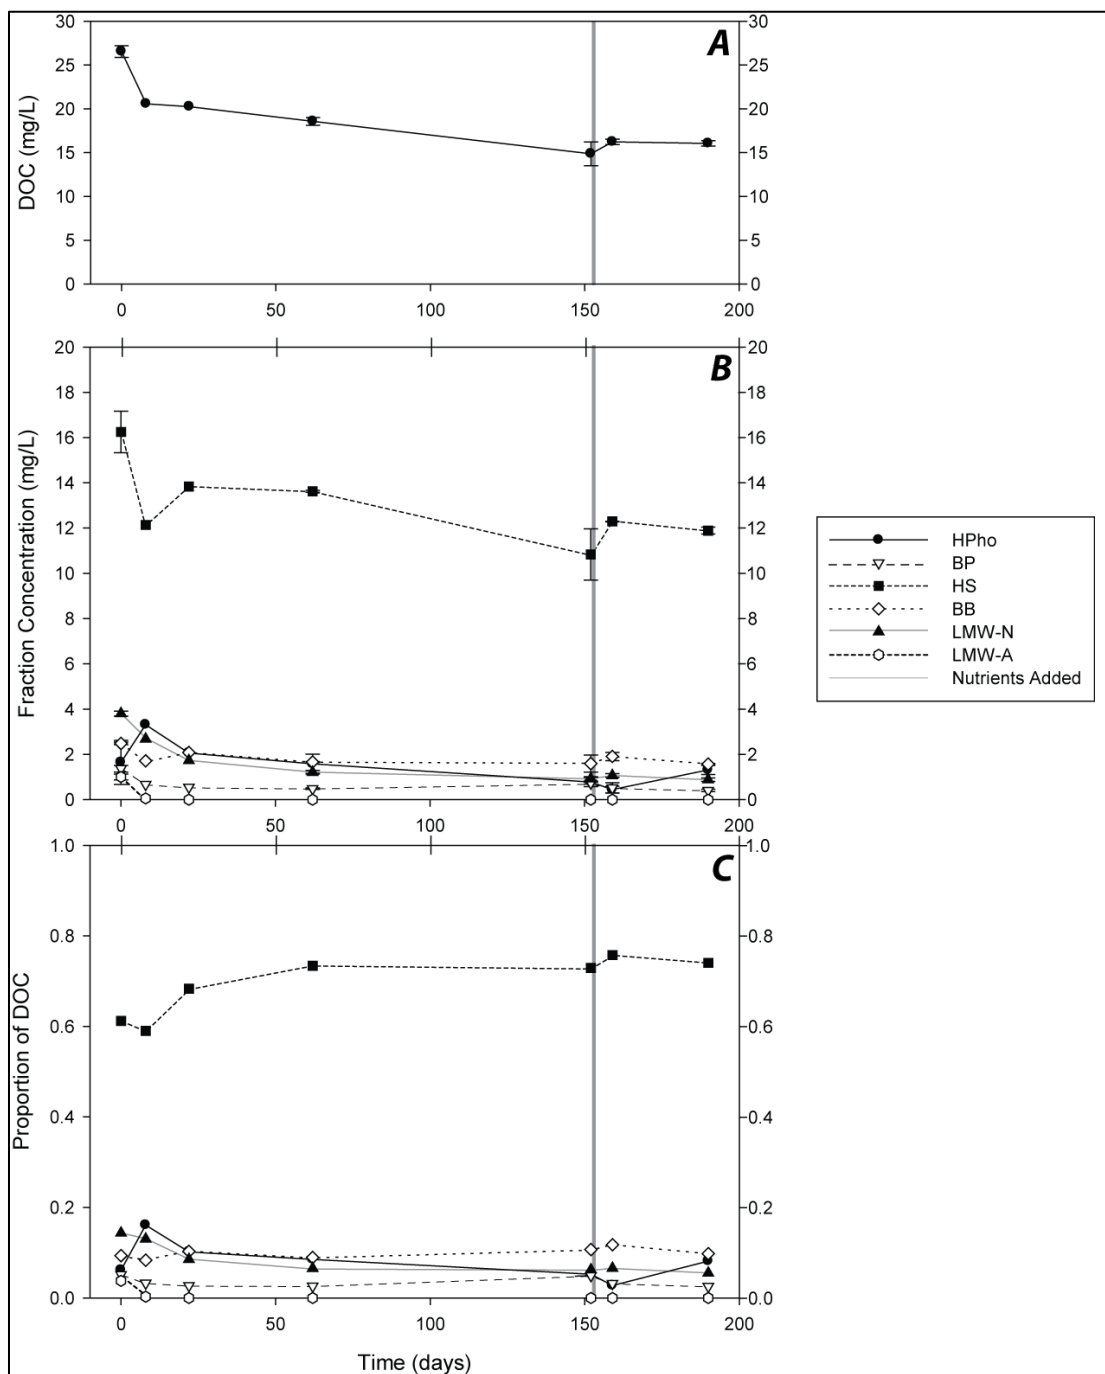 A
DOC (mg/L)
30 30
25 25
20 20
15 15
10 10
5 5
0 0
0 50 100 150 200
B
Fraction Concentration (mg/L)
20 20
18 18
16 16
14 14
12 12
10 10
8 8
6 6
4 4
2 2
0 0
0 50 100 150 200
HPho
BP
HS
BB
LMW-N
LMW-A
Nutrients Added
C
Proportion of DOC
1.0 1.0
0.8 0.8
0.6 0.6
0.4 0.4
0.2 0.2
0.0 0.0
0 50 100 150 200
Time (days)